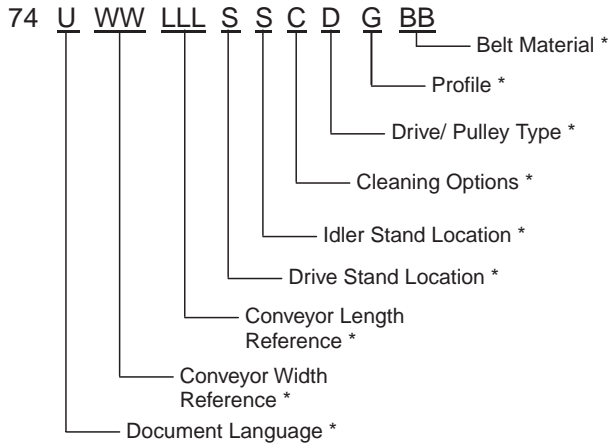 74 U WW LLL S S C D G BB
Belt Material *
Profile *
Drive/ Pulley Type *
Cleaning Options *
Idler Stand Location *
Drive Stand Location *
Conveyor Length
Reference *
Conveyor Width
Reference *
Document Language *